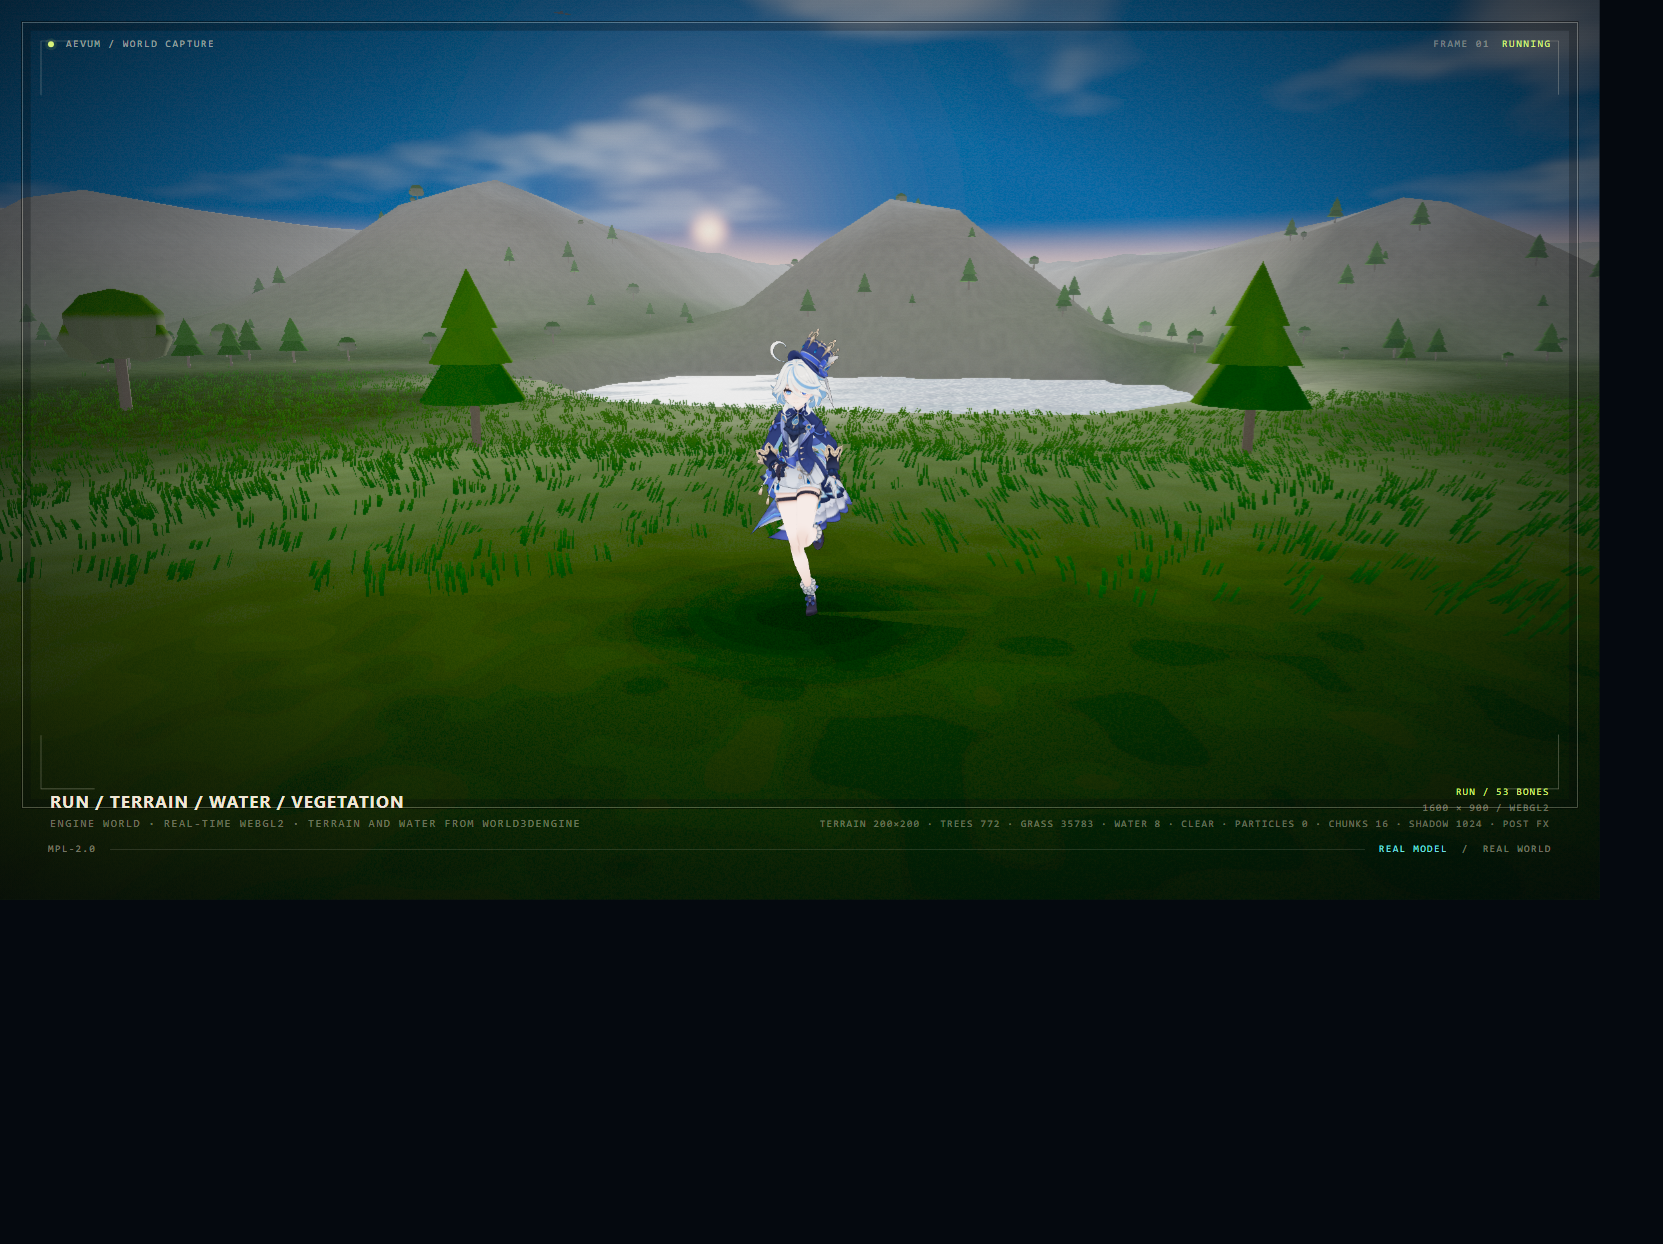 AEVUM / WORLD CAPTURE
FRAME 01 RUNNING
RUN / TERRAIN / WATER / VEGETATION
ENGINE WORLD · REAL-TIME WEBGL2 · TERRAIN AND WATER FROM WORLD3DENGINE
RUN / 53 BONES
1600 × 900 / WEBGL2
TERRAIN 200×200 · TREES 772 · GRASS 35783 · WATER 8 · CLEAR · PARTICLES 0 · CHUNKS 16 · SHADOW 1024 · POST FX
MPL-2.0
REAL MODEL / REAL WORLD